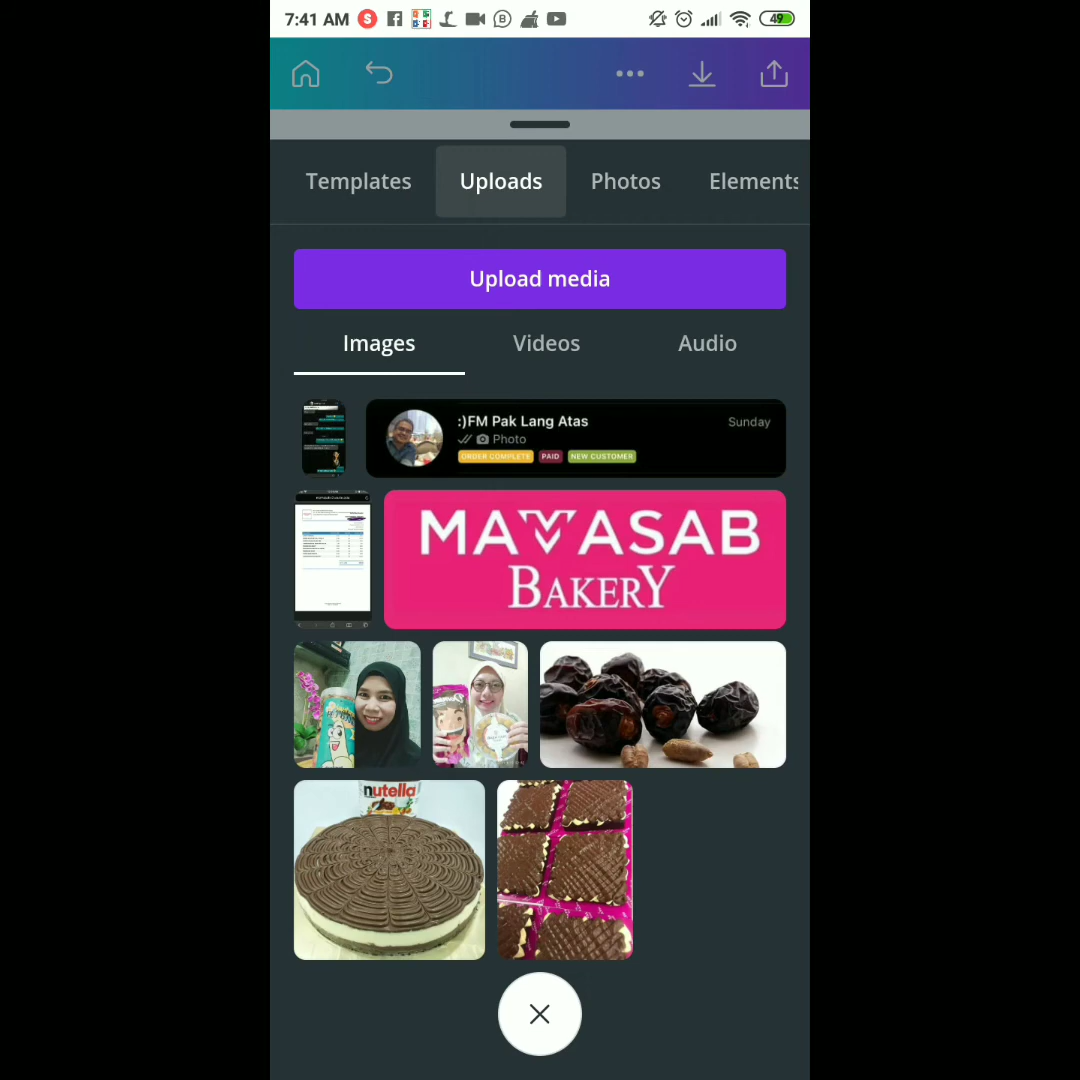 7:41 AM
49
Templates
Uploads
Photos
Elements
Upload media
Images
Videos
Audio
:)FM Pak Lang Atas
Sunday
Photo
ORDER COMPLETE
PAID
NEW CUSTOMER
MAVASAB
BAKERY
nutella